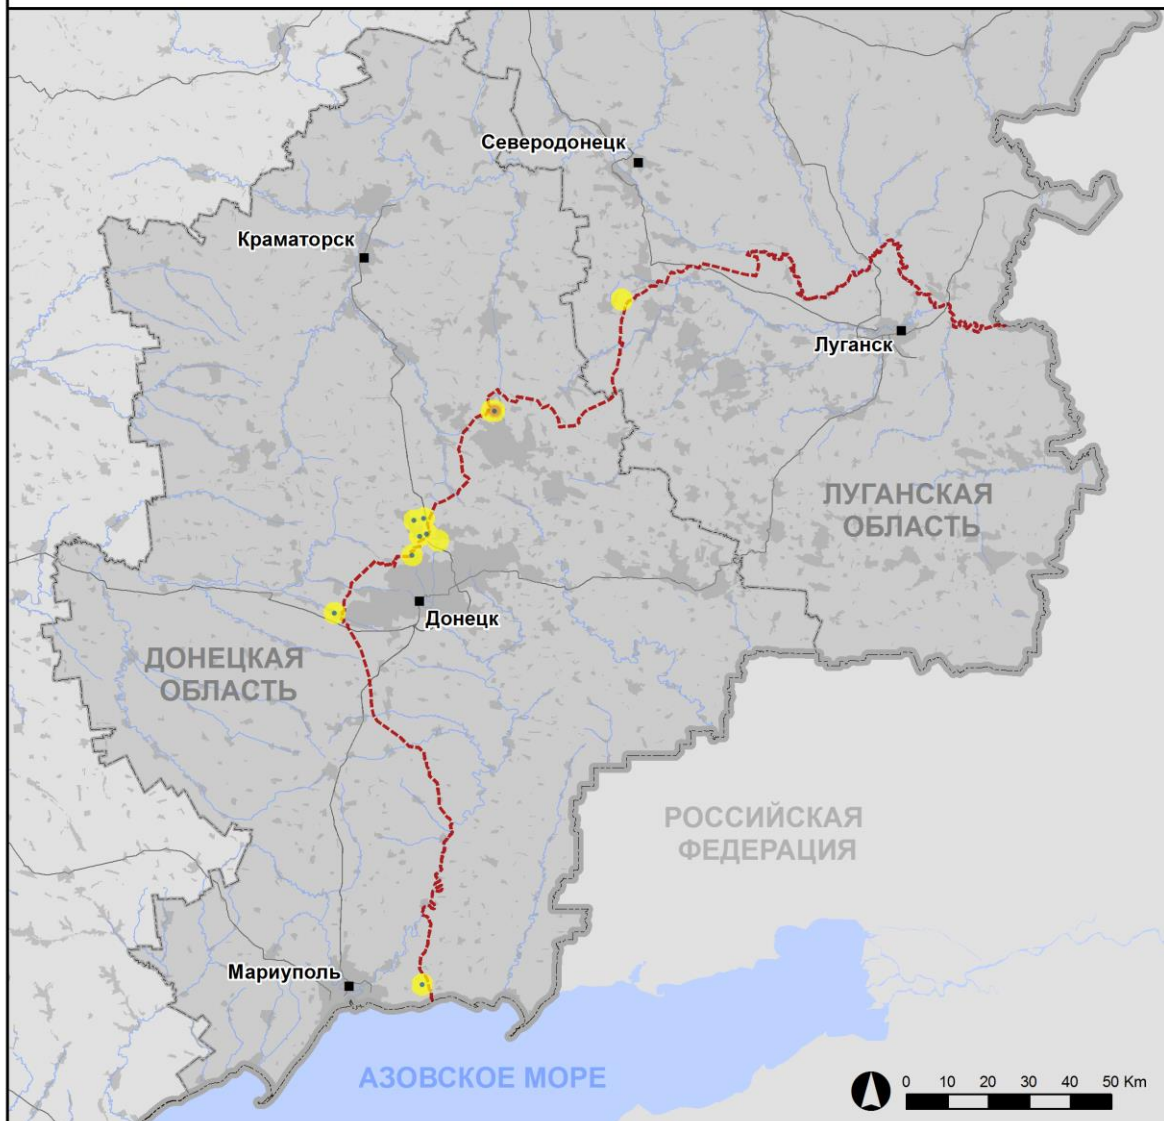 Северодонецк
Краматорск
Луганск
ЛУГАНСКАЯ
ОБЛАСТЬ
Донецк
ДОНЕЦКАЯ
ОБЛАСТЬ
РОССИЙСКАЯ
ФЕДЕРАЦИЯ
Мариуполь
АЗОВСКОЕ МОРЕ
0 10 20 30 40 50 Km